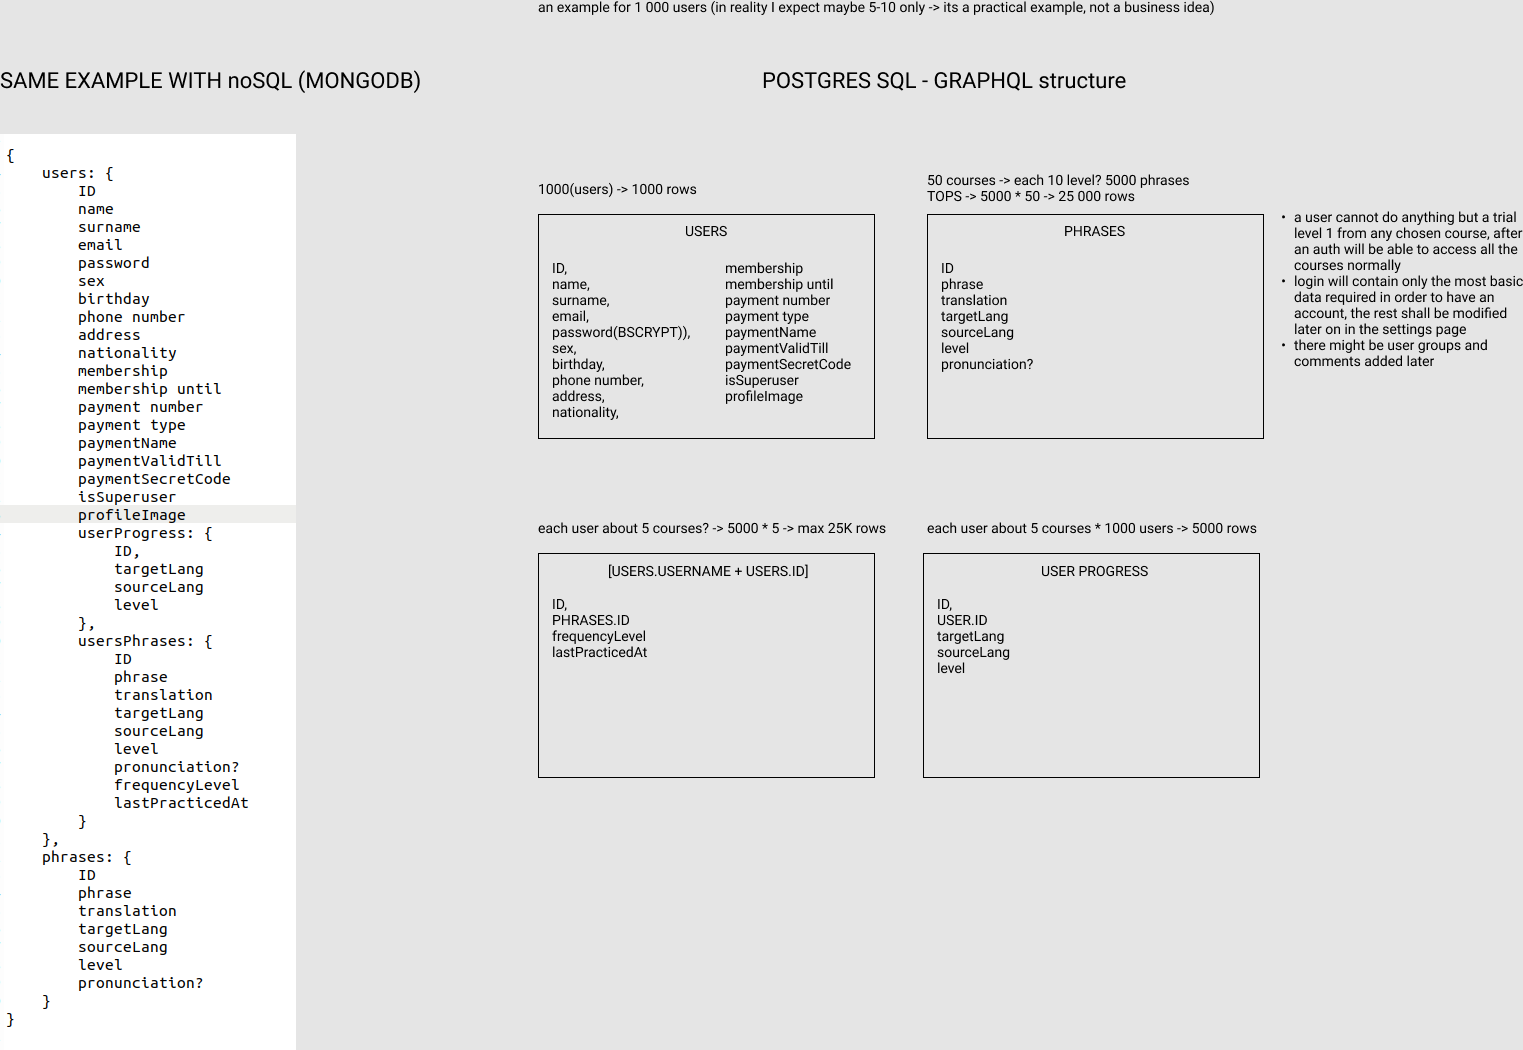 an example for 1 000 users (in reality I expect maybe 5-10 only -> its a practical example, not a business idea)
SAME EXAMPLE WITH noSQL (MONGODB)
{
users: {
ID
name
surname
email
password
sex
birthday
phone number
address
nationality
membership
membership until
payment number
payment type
paymentName
paymentValidTill
paymentSecretCode
isSuperuser
profileImage
userProgress: {
ID,
targetLang
sourceLang
level
},
usersPhrases: {
ID
phrase
translation
targetLang
sourceLang
level
pronunciation?
frequencyLevel
lastPracticedAt
}
},
phrases: {
ID
phrase
translation
targetLang
sourceLang
level
pronunciation?
}
}
POSTGRES SQL - GRAPHQL structure
1000(users) -> 1000 rows
USERS
ID,
name,
surname,
email,
password(BSCRYPT)),
sex,
birthday,
phone number,
address,
nationality,
membership
membership until
payment number
payment type
paymentName
paymentValidTill
paymentSecretCode
isSuperuser
profileImage
50 courses -> each 10 level? 5000 phrases
TOPS -> 5000 * 50 -> 25 000 rows
PHRASES
ID
phrase
translation
targetLang
sourceLang
level
pronunciation?
• a user cannot do anything but a trial
level 1 from any chosen course, after
an auth will be able to access all the
courses normally
• login will contain only the most basic
data required in order to have an
account, the rest shall be modified
later on in the settings page
• there might be user groups and
comments added later
each user about 5 courses? -> 5000 * 5 -> max 25K rows
[USERS.USERNAME + USERS.ID]
ID,
PHRASES.ID
frequencyLevel
lastPracticedAt
each user about 5 courses * 1000 users -> 5000 rows
USER PROGRESS
ID,
USER.ID
targetLang
sourceLang
level